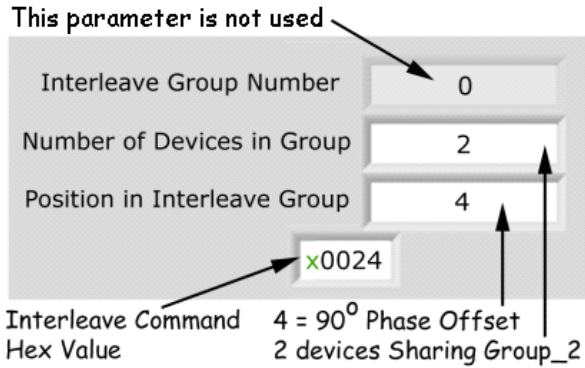 This parameter is not used
Interleave Group Number 0
Number of Devices in Group 2
Position in Interleave Group 4
x0024
Interleave Command
Hex Value
4 = 90° Phase Offset
2 devices Sharing Group_2